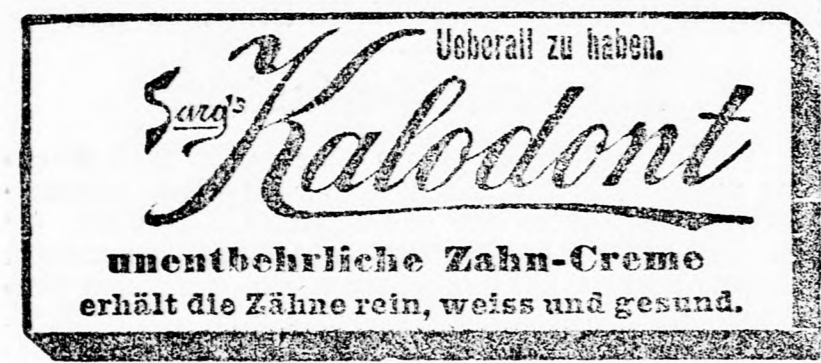 Ueberall zu haben.
Sarg's
Kalodont
unentbehrliche Zahn-Creme
erhält die Zähne rein, weiss und gesund.